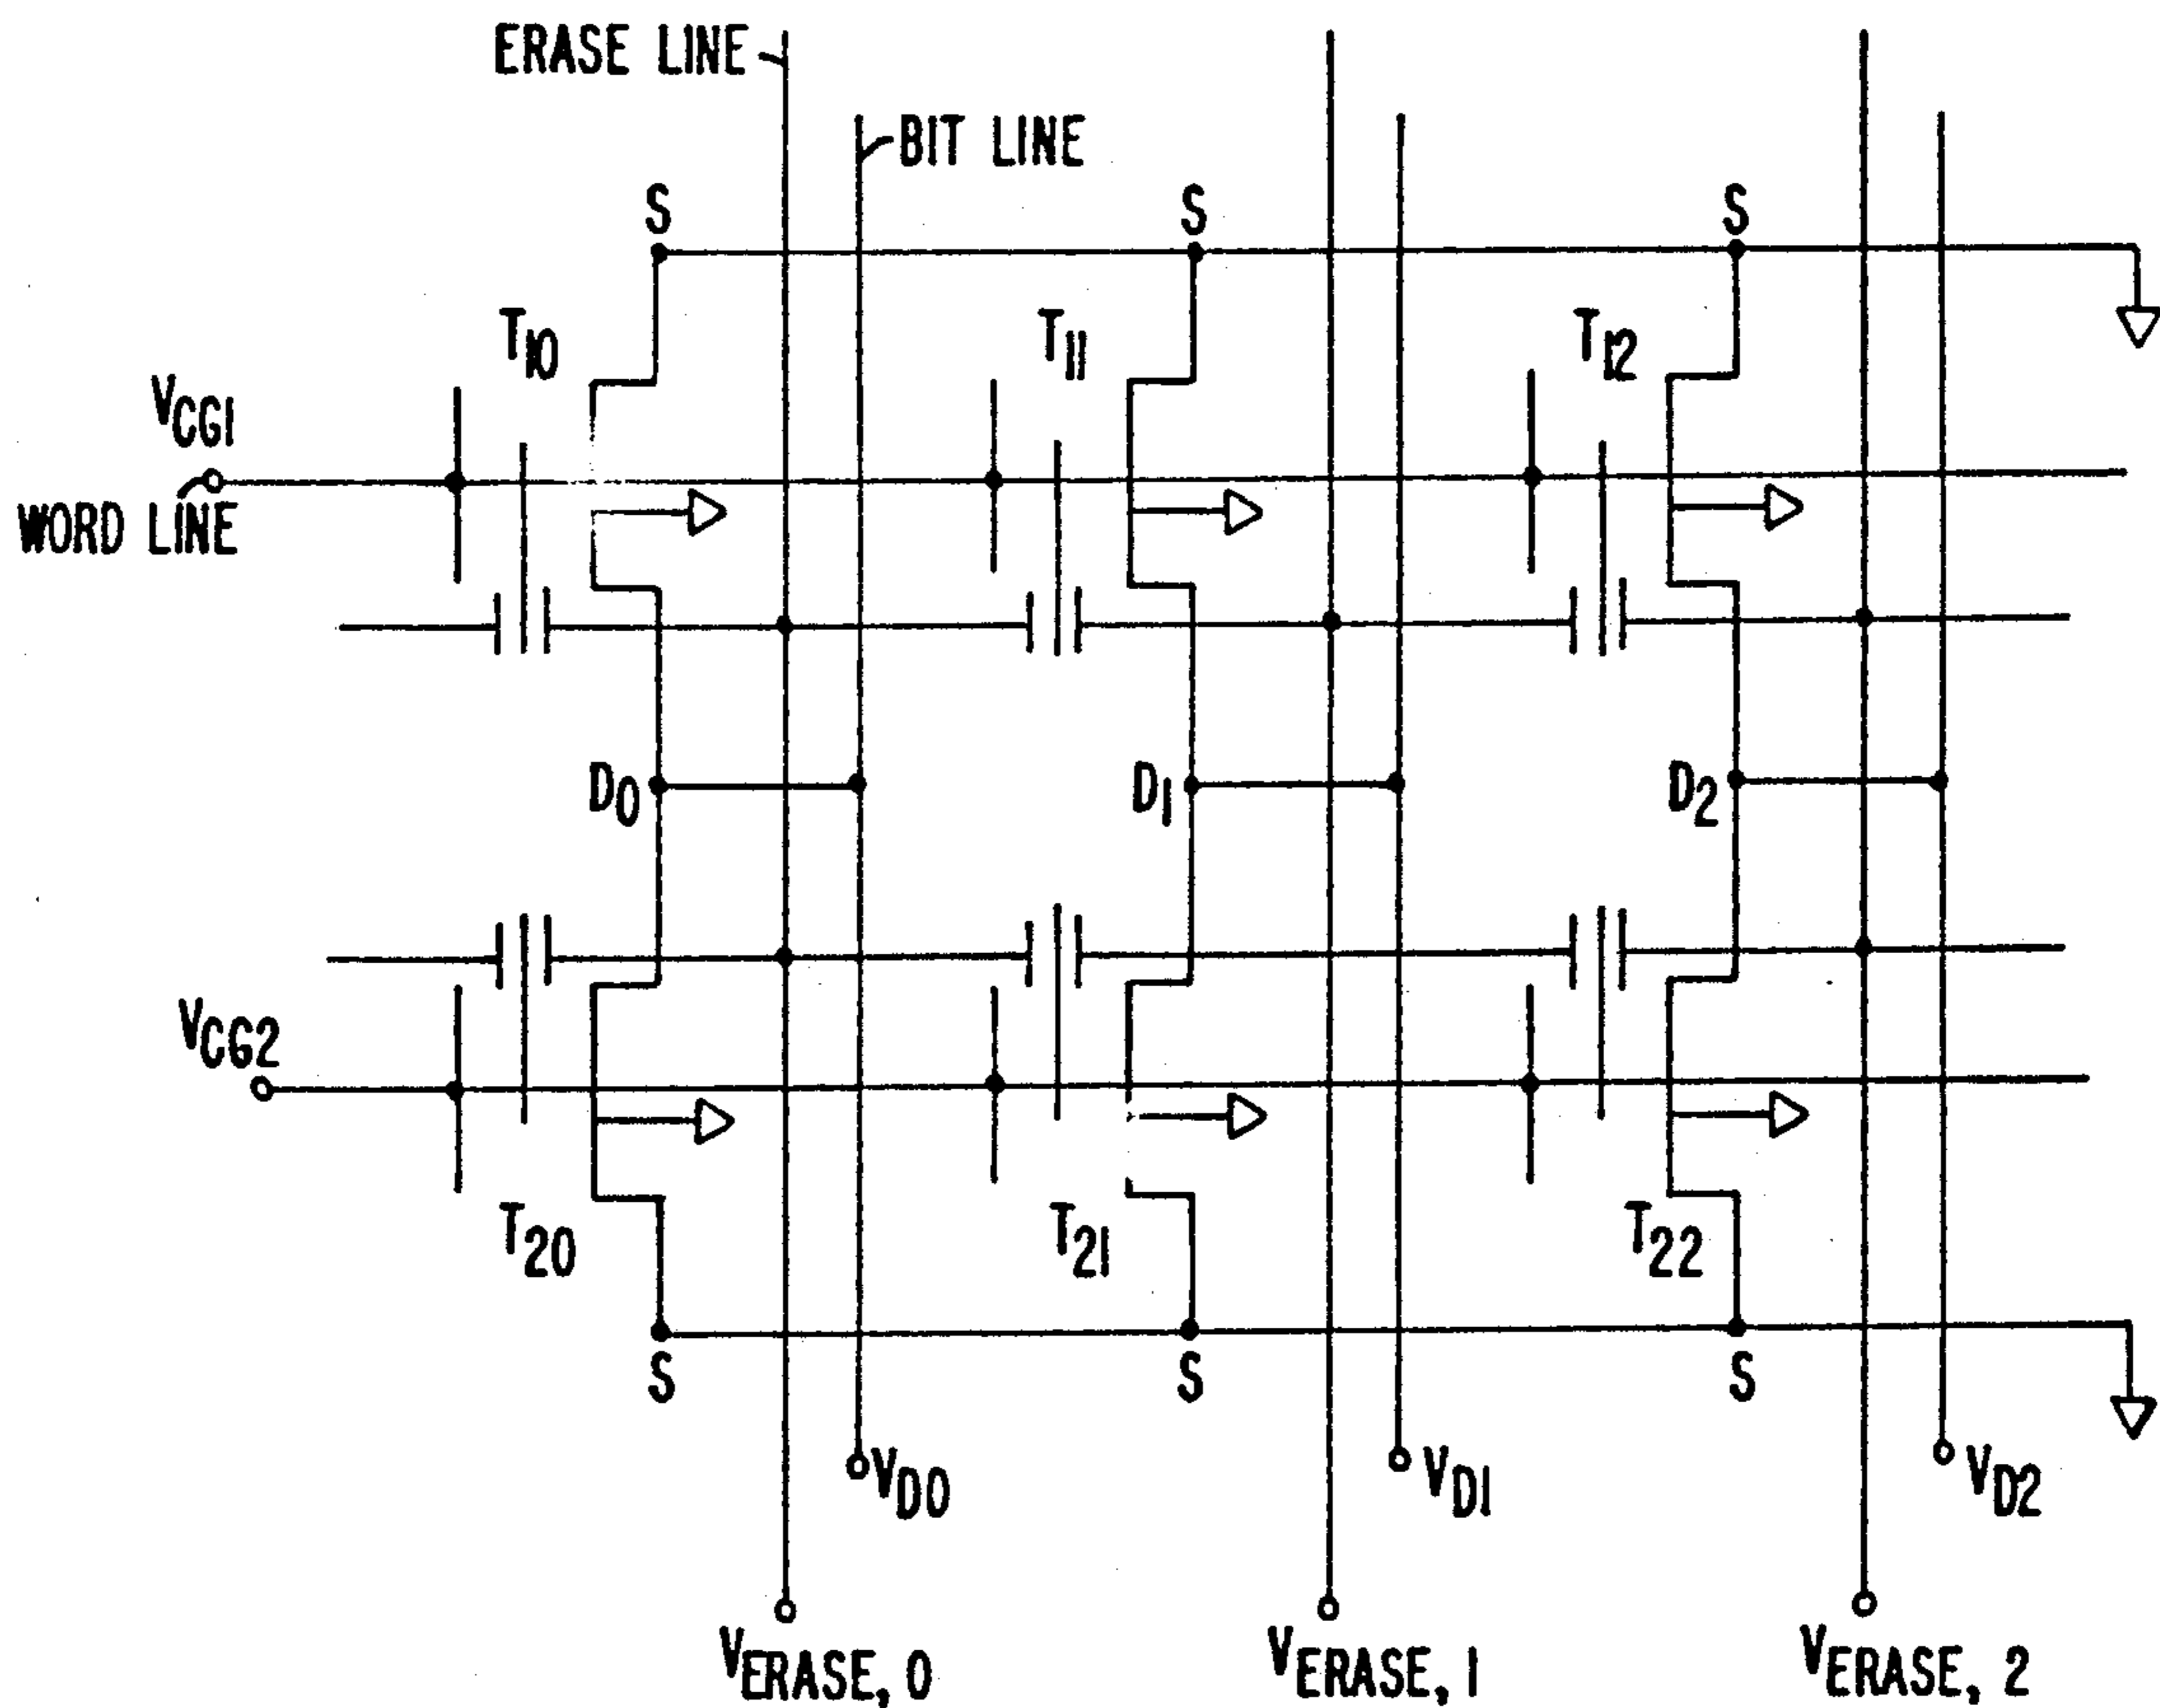 ERASE LINE
BIT LINE
S S S
T10 T11 T12
VCG1
WORD LINE
D0 D1 D2
VCG2
T20 T21 T22
S S S
VD0 VD1 VD2
VERASE, 0 VERASE, 1 VERASE, 2